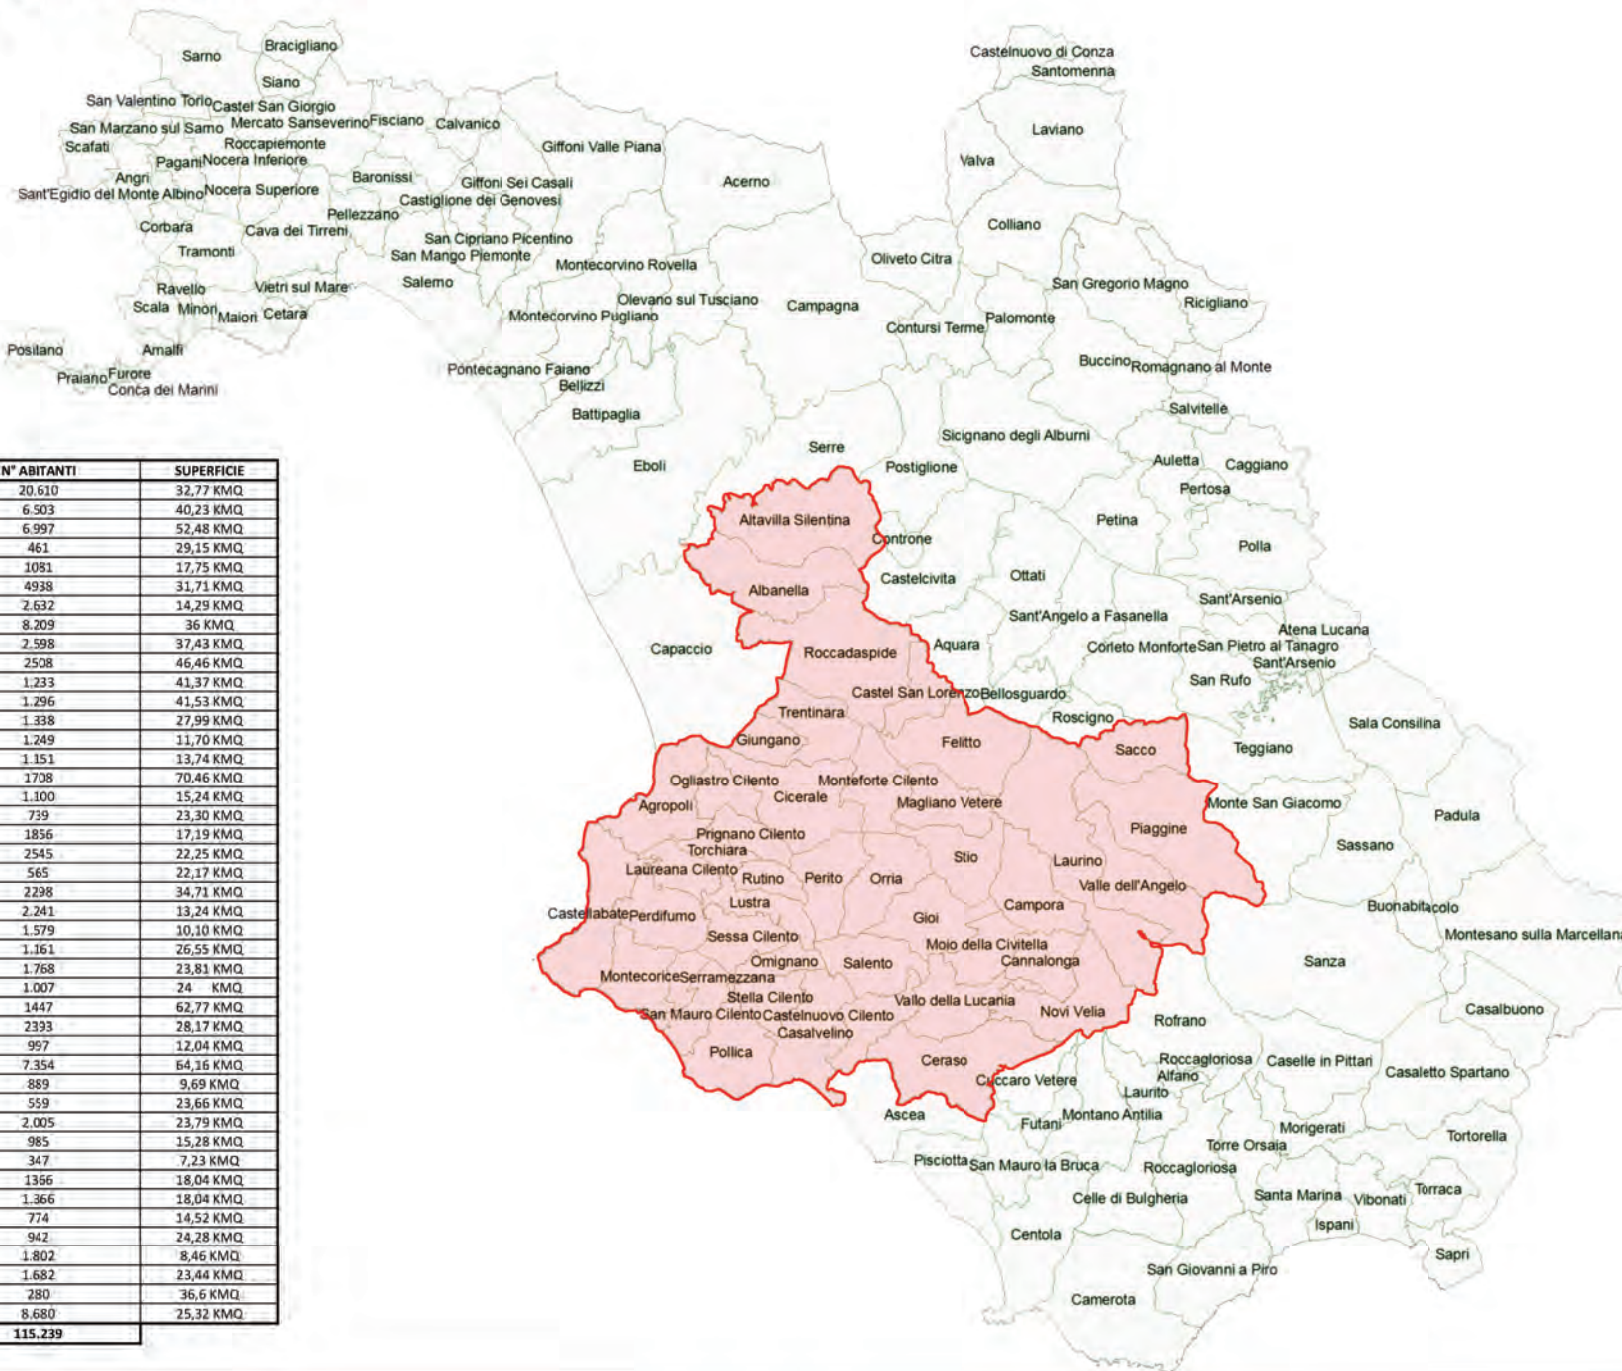 Bracigliano
Sarno
Siano
San Valentino Torio
Castel San Giorgio
San Marzano sul Sarno
Mercato Sanseverino
Fisciano
Calvanico
Scafati
Roccapiemonte
Pagani
Nocera Inferiore
Giffoni Valle Piana
Angri
Baronissi
Giffoni Sei Casali
Acerno
Sant'Egidio del Monte Albino
Nocera Superiore
Castiglione dei Genovesi
Pellezzano
Corbara
Cava dei Tirreni
San Cipriano Picentino
Tramonti
San Mango Piemonte
Montecorvino Rovella
Ravello
Vietri sul Mare
Salerno
Scala
Minori
Maiori
Cetara
Olevano sul Tusciano
Montecorvino Pugliano
Campagna
Positano
Amalfi
Praiano
Furore
Conca dei Marini
Pontecagnano Faiano
Bellizzi
Battipaglia
Eboli
Castelnuovo di Conza
Santomenna
Laviano
Valva
Colliano
Oliveto Citra
San Gregorio Magno
Ricigliano
Contursi Terme
Palomonte
Buccino
Romagnano al Monte
Salvitelle
Serre
Sicignano degli Alburni
Postiglione
Auletta
Caggiano
Pertosa
Altavilla Silentina
Controne
Petina
Polla
Albanella
Castelcivita
Ottati
Sant'Arsenio
Sant'Angelo a Fasanella
Atena Lucana
Capaccio
Roccadaspide
Aquara
Corleto Monforte
San Pietro al Tanagro
Sant'Arsenio
San Rufo
Castel San Lorenzo
Bellosguardo
Trentinara
Roscigno
Sala Consilina
Giungano
Felitto
Sacco
Teggiano
Ogliastro Cilento
Monteforte Cilento
Agropoli
Cicerale
Magliano Vetere
Monte San Giacomo
Padula
Prignano Cilento
Piaggine
Torchiara
Stio
Laurino
Sassano
Laureana Cilento
Rutino
Perito
Orria
Valle dell'Angelo
Lustra
Campora
Castellabate
Perdifumo
Gioi
Buonabitacolo
Sessa Cilento
Moio della Civitella
Montesano sulla Marcellana
Omignano
Salento
Cannalonga
Sanza
Montecorice
Serramezzana
Stella Cilento
Vallo della Lucania
Casalbuono
San Mauro Cilento
Castelnuovo Cilento
Novi Velia
Rofrano
Casalvelino
Pollica
Ceraso
Roccagloriosa
Caselle in Pittari
Cuccaro Vetere
Alfano
Casaletto Spartano
Laurito
Ascea
Futani
Montano Antilia
Morigerati
Torre Orsaia
Tortorella
Pisciotta
San Mauro la Bruca
Roccagloriosa
Celle di Bulgheria
Santa Marina
Vibonati
Torraca
Ispani
Centola
Sapri
San Giovanni a Piro
Camerota
N° ABITANTI SUPERFICIE
20.610 32,77 KMQ
6.503 40,23 KMQ
6.997 52,48 KMQ
461 29,15 KMQ
1081 17,75 KMQ
4938 31,71 KMQ
2.632 14,29 KMQ
8.209 36 KMQ
2.598 37,43 KMQ
2508 46,46 KMQ
1.233 41,37 KMQ
1.296 41,53 KMQ
1.338 27,99 KMQ
1.249 11,70 KMQ
1.151 13,74 KMQ
1708 70,46 KMQ
1.100 15,24 KMQ
739 23,30 KMQ
1856 17,19 KMQ
2545 22,25 KMQ
565 22,17 KMQ
2298 34,71 KMQ
2.241 13,24 KMQ
1.579 10,10 KMQ
1.161 26,55 KMQ
1.768 23,81 KMQ
1.007 24 KMQ
1447 62,77 KMQ
2393 28,17 KMQ
997 12,04 KMQ
7.354 64,16 KMQ
889 9,69 KMQ
559 23,66 KMQ
2.005 23,79 KMQ
985 15,28 KMQ
347 7,23 KMQ
1366 18,04 KMQ
1.366 18,04 KMQ
774 14,52 KMQ
942 24,28 KMQ
1.802 8,46 KMQ
1.682 23,44 KMQ
280 36,6 KMQ
8.680 25,32 KMQ
115.239